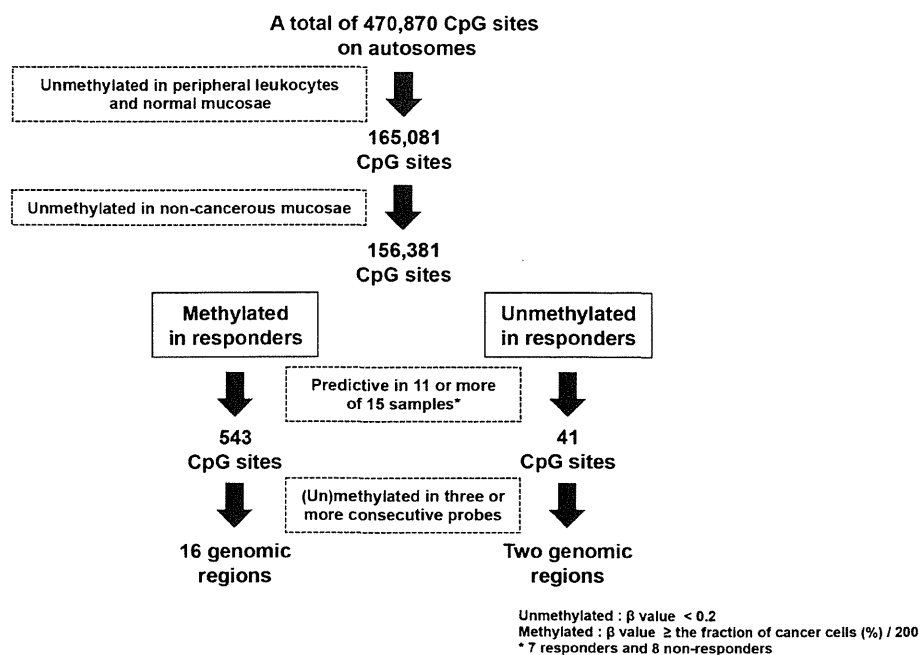 A total of 470,870 CpG sites
on autosomes
Unmethylated in peripheral leukocytes
and normal mucosae
165,081
CpG sites
Unmethylated in non-cancerous mucosae
156,381
CpG sites
Methylated
in responders
Unmethylated
in responders
Predictive in 11 or more
of 15 samples*
543
CpG sites
41
CpG sites
(Un)methylated in three or
more consecutive probes
16 genomic
regions
Two genomic
regions
Unmethylated : β value < 0.2
Methylated : β value ≥ the fraction of cancer cells (%) / 200
* 7 responders and 8 non-responders